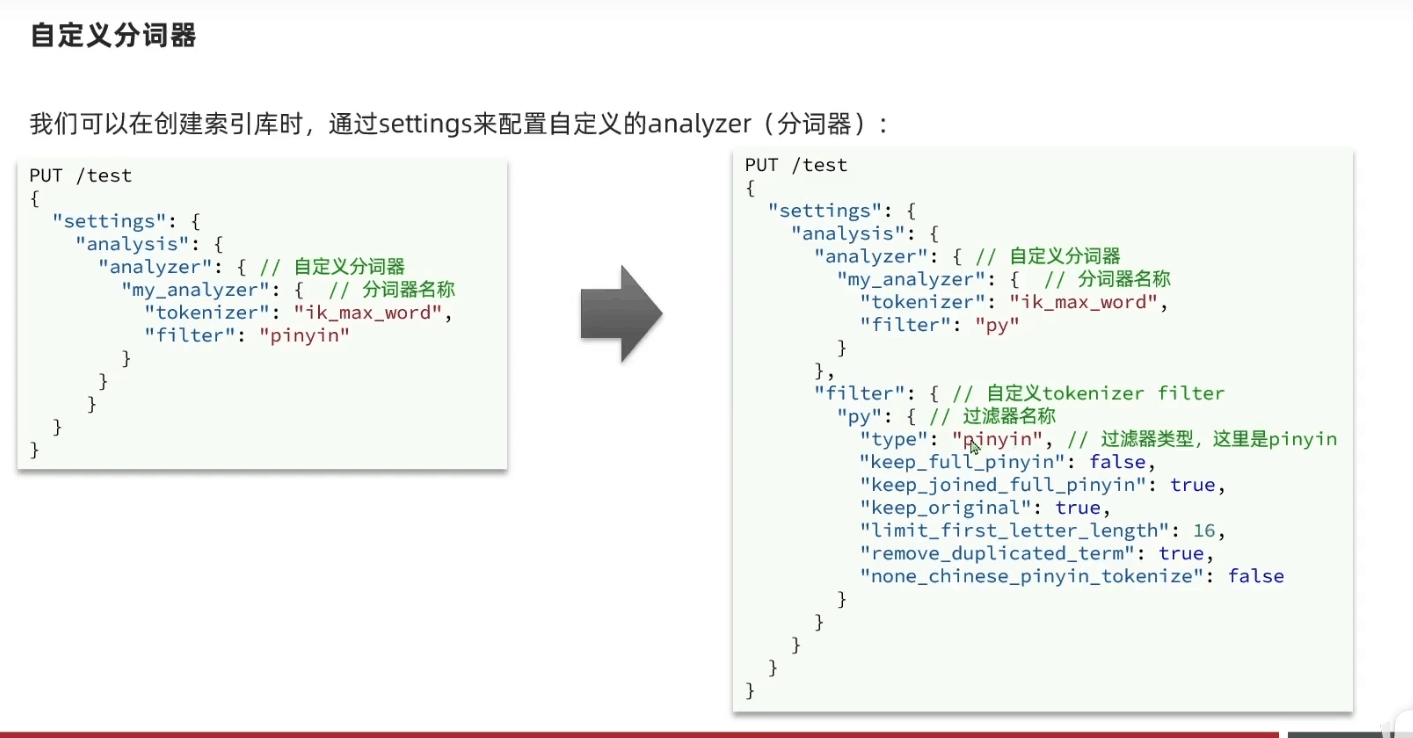 自定义分词器
我们可以在创建索引库时，通过settings来配置自定义的analyzer（分词器）：
PUT /test
{
  "settings": {
    "analysis": {
      "analyzer": { // 自定义分词器
        "my_analyzer": {  // 分词器名称
          "tokenizer": "ik_max_word",
          "filter": "pinyin"
        }
      }
     }
  }
}
PUT /test
{
  "settings": {
    "analysis": {
      "analyzer": { // 自定义分词器
        "my_analyzer": {  // 分词器名称
          "tokenizer": "ik_max_word",
          "filter": "py"
        }
      },
      "filter": { // 自定义tokenizer filter
        "py": { // 过滤器名称
          "type": "pinyin", // 过滤器类型，这里是pinyin
          "keep_full_pinyin": false,
          "keep_joined_full_pinyin": true,
          "keep_original": true,
          "limit_first_letter_length": 16,
          "remove_duplicated_term": true,
          "none_chinese_pinyin_tokenize": false
        }
      }
    }
  }
}